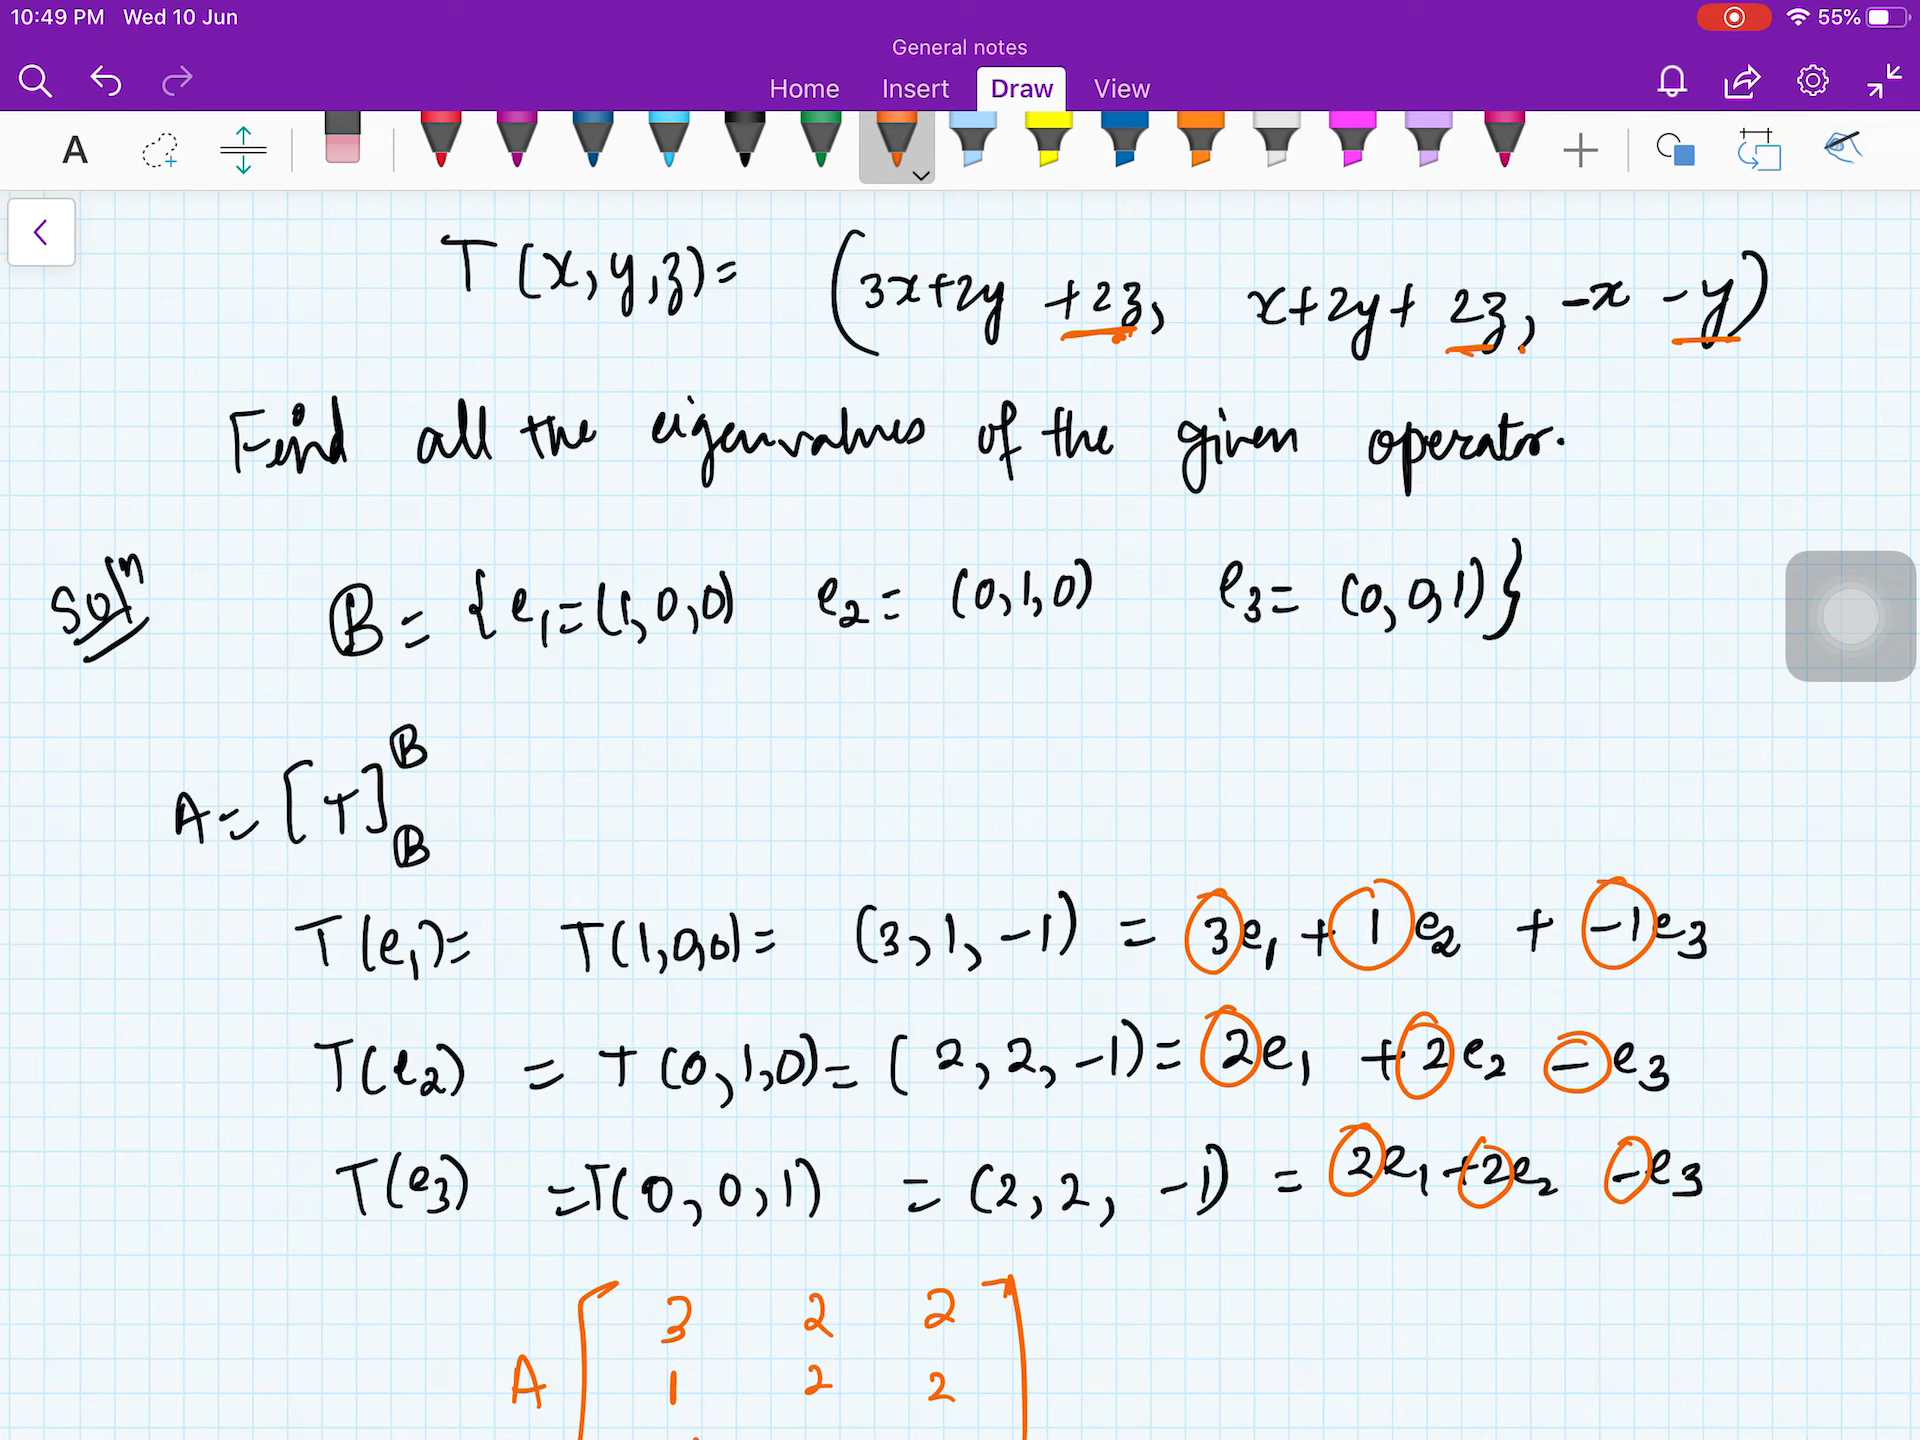 10:49 PM Wed 10 Jun 55%
General notes
Home Insert Draw View
A
T (x, y, z) = (3x+2y +2z, x+2y+ 2z, -x -y)
Find all the eigenvalues of the given operator.
Solⁿ B = {e₁=(1,0,0) e₂= (0,1,0) e₃= (0,0,1)}
A= [T]ᴮ_B
T(e₁)= T(1,0,0)= (3,1,-1) = 3e₁ + 1e₂ + -1e₃
T(e₂) = T(0,1,0)= (2,2,-1)= 2e₁ +2e₂ -e₃
T(e₃) =T(0,0,1) = (2,2,-1) = 2e₁+2e₂ -e₃
3 2 2
A 1 2 2